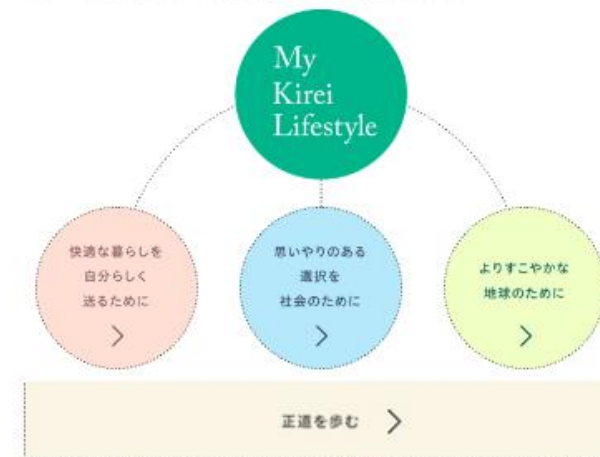 My
Kirei
Lifestyle
快適な暮らしを
自分らしく
送るために
思いやりのある
選択を
社会のために
よりすこやかな
地球のために
正道を歩む